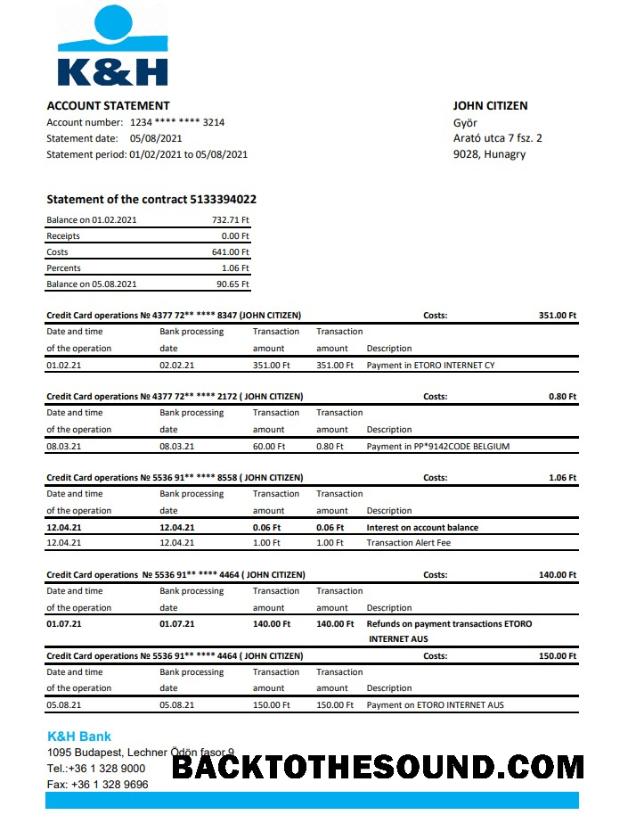 K&H
ACCOUNT STATEMENT
Account number: 1234 **** **** 3214
Statement date: 05/08/2021
Statement period: 01/02/2021 to 05/08/2021
JOHN CITIZEN
Győr
Arató utca 7 fsz. 2
9028, Hunagry
Statement of the contract 5133394022
Balance on 01.02.2021 732.71 Ft
Receipts 0.00 Ft
Costs 641.00 Ft
Percents 1.06 Ft
Balance on 05.08.2021 90.65 Ft
Credit Card operations № 4377 72** **** 8347 (JOHN CITIZEN) Costs: 351.00 Ft
Date and time Bank processing Transaction Transaction
of the operation date amount amount Description
01.02.21 02.02.21 351.00 Ft 351.00 Ft Payment in ETORO INTERNET CY
Credit Card operations № 4377 72** **** 2172 ( JOHN CITIZEN) Costs: 0.80 Ft
Date and time Bank processing Transaction Transaction
of the operation date amount amount Description
08.03.21 08.03.21 60.00 Ft 0.80 Ft Payment in PP*9142CODE BELGIUM
Credit Card operations № 5536 91** **** 8558 ( JOHN CITIZEN) Costs: 1.06 Ft
Date and time Bank processing Transaction Transaction
of the operation date amount amount Description
12.04.21 12.04.21 0.06 Ft 0.06 Ft Interest on account balance
12.04.21 12.04.21 1.00 Ft 1.00 Ft Transaction Alert Fee
Credit Card operations № 5536 91** **** 4464 ( JOHN CITIZEN) Costs: 140.00 Ft
Date and time Bank processing Transaction Transaction
of the operation date amount amount Description
01.07.21 01.07.21 140.00 Ft 140.00 Ft Refunds on payment transactions ETORO
INTERNET AUS
Credit Card operations № 5536 91** **** 4464 ( JOHN CITIZEN) Costs: 150.00 Ft
Date and time Bank processing Transaction Transaction
of the operation date amount amount Description
05.08.21 05.08.21 150.00 Ft 150.00 Ft Payment on ETORO INTERNET AUS
K&H Bank
1095 Budapest, Lechner Ödön fasor 9
Tel.:+36 1 328 9000
Fax: +36 1 328 9696
BACKTOTHESOUND.COM